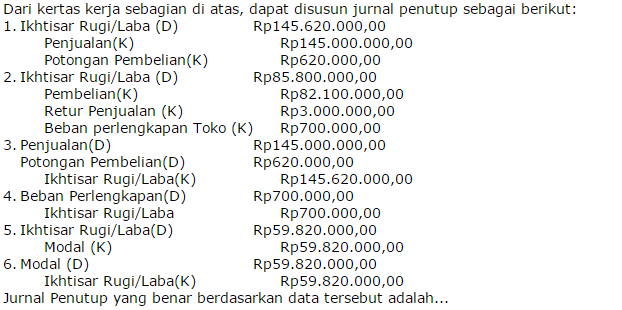 Dari kertas kerja sebagian di atas, dapat disusun jurnal penutup sebagai berikut:
1. Ikhtisar Rugi/Laba (D) Rp145.620.000,00
Penjualan(K) Rp145.000.000,00
Potongan Pembelian(K) Rp620.000,00
2. Ikhtisar Rugi/Laba (D) Rp85.800.000,00
Pembelian(K) Rp82.100.000,00
Retur Penjualan (K) Rp3.000.000,00
Beban perlengkapan Toko (K) Rp700.000,00
3. Penjualan(D) Rp145.000.000,00
Potongan Pembelian(D) Rp620.000,00
Ikhtisar Rugi/Laba(K) Rp145.620.000,00
4. Beban Perlengkapan(D) Rp700.000,00
Ikhtisar Rugi/Laba Rp700.000,00
5. Ikhtisar Rugi/Laba(D) Rp59.820.000,00
Modal (K) Rp59.820.000,00
6. Modal (D) Rp59.820.000,00
Ikhtisar Rugi/Laba(K) Rp59.820.000,00
Jurnal Penutup yang benar berdasarkan data tersebut adalah...